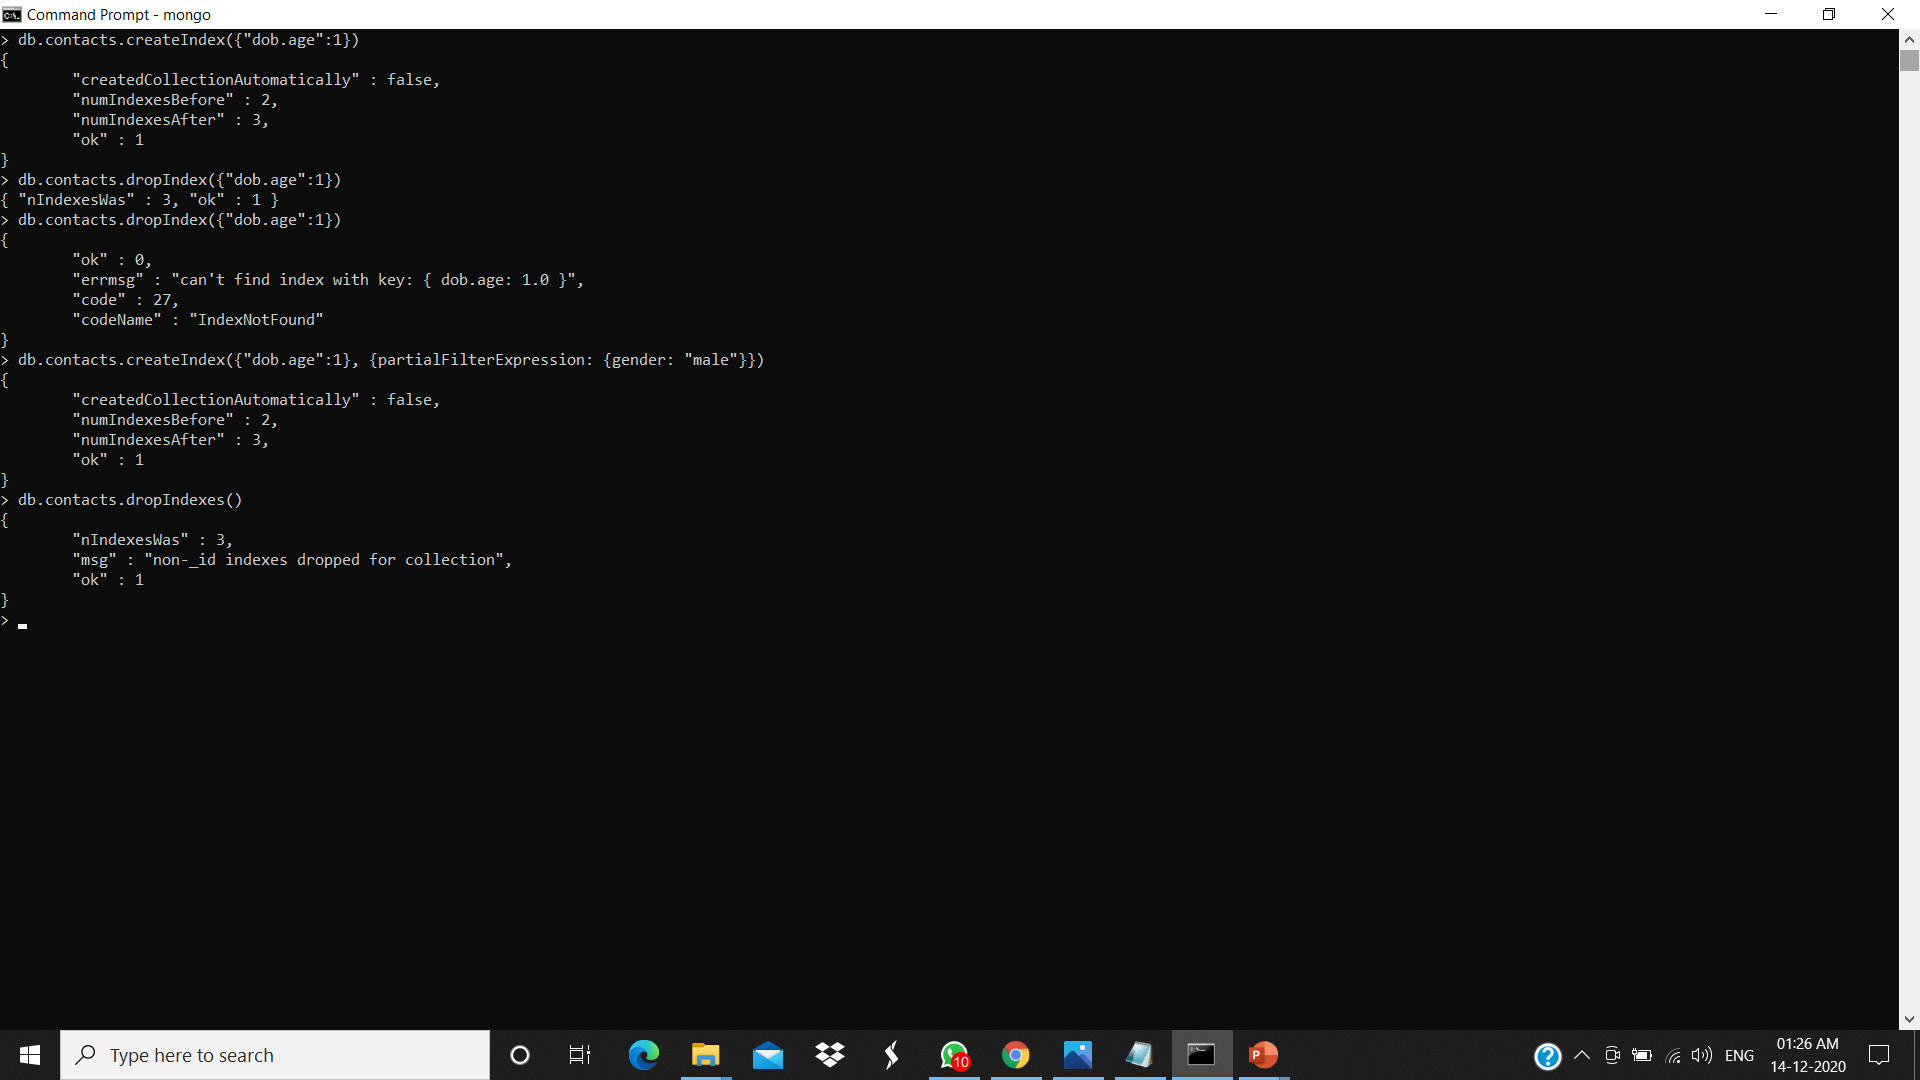 Command Prompt - mongo
> db.contacts.createIndex({"dob.age":1})
{
        "createdCollectionAutomatically" : false,
        "numIndexesBefore" : 2,
        "numIndexesAfter" : 3,
        "ok" : 1
}
> db.contacts.dropIndex({"dob.age":1})
{ "nIndexesWas" : 3, "ok" : 1 }
> db.contacts.dropIndex({"dob.age":1})
{
        "ok" : 0,
        "errmsg" : "can't find index with key: { dob.age: 1.0 }",
        "code" : 27,
        "codeName" : "IndexNotFound"
}
> db.contacts.createIndex({"dob.age":1}, {partialFilterExpression: {gender: "male"}})
{
        "createdCollectionAutomatically" : false,
        "numIndexesBefore" : 2,
        "numIndexesAfter" : 3,
        "ok" : 1
}
> db.contacts.dropIndexes()
{
        "nIndexesWas" : 3,
        "msg" : "non-_id indexes dropped for collection",
        "ok" : 1
}
>
Type here to search
10
ENG
01:26 AM
14-12-2020